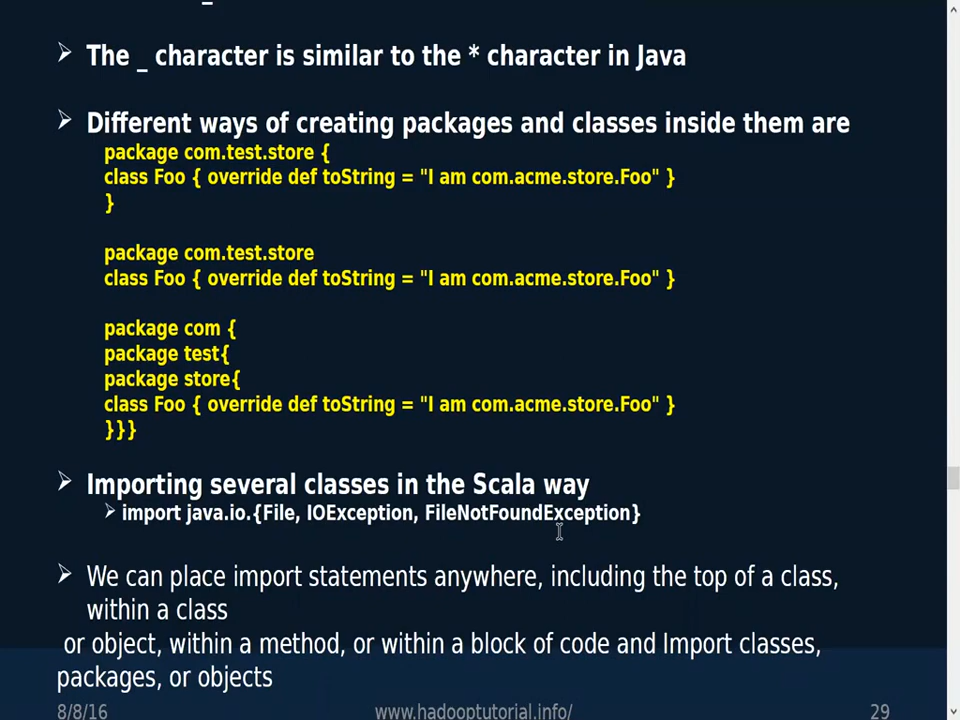 The _ character is similar to the * character in Java
Different ways of creating packages and classes inside them are
package com.test.store {
class Foo { override def toString = "I am com.acme.store.Foo" }
}
package com.test.store
class Foo { override def toString = "I am com.acme.store.Foo" }
package com {
package test{
package store{
class Foo { override def toString = "I am com.acme.store.Foo" }
}}}
Importing several classes in the Scala way
import java.io.{File, IOException, FileNotFoundException}
We can place import statements anywhere, including the top of a class,
within a class
or object, within a method, or within a block of code and Import classes,
packages, or objects
8/8/16
www.hadooptutorial.info/
29